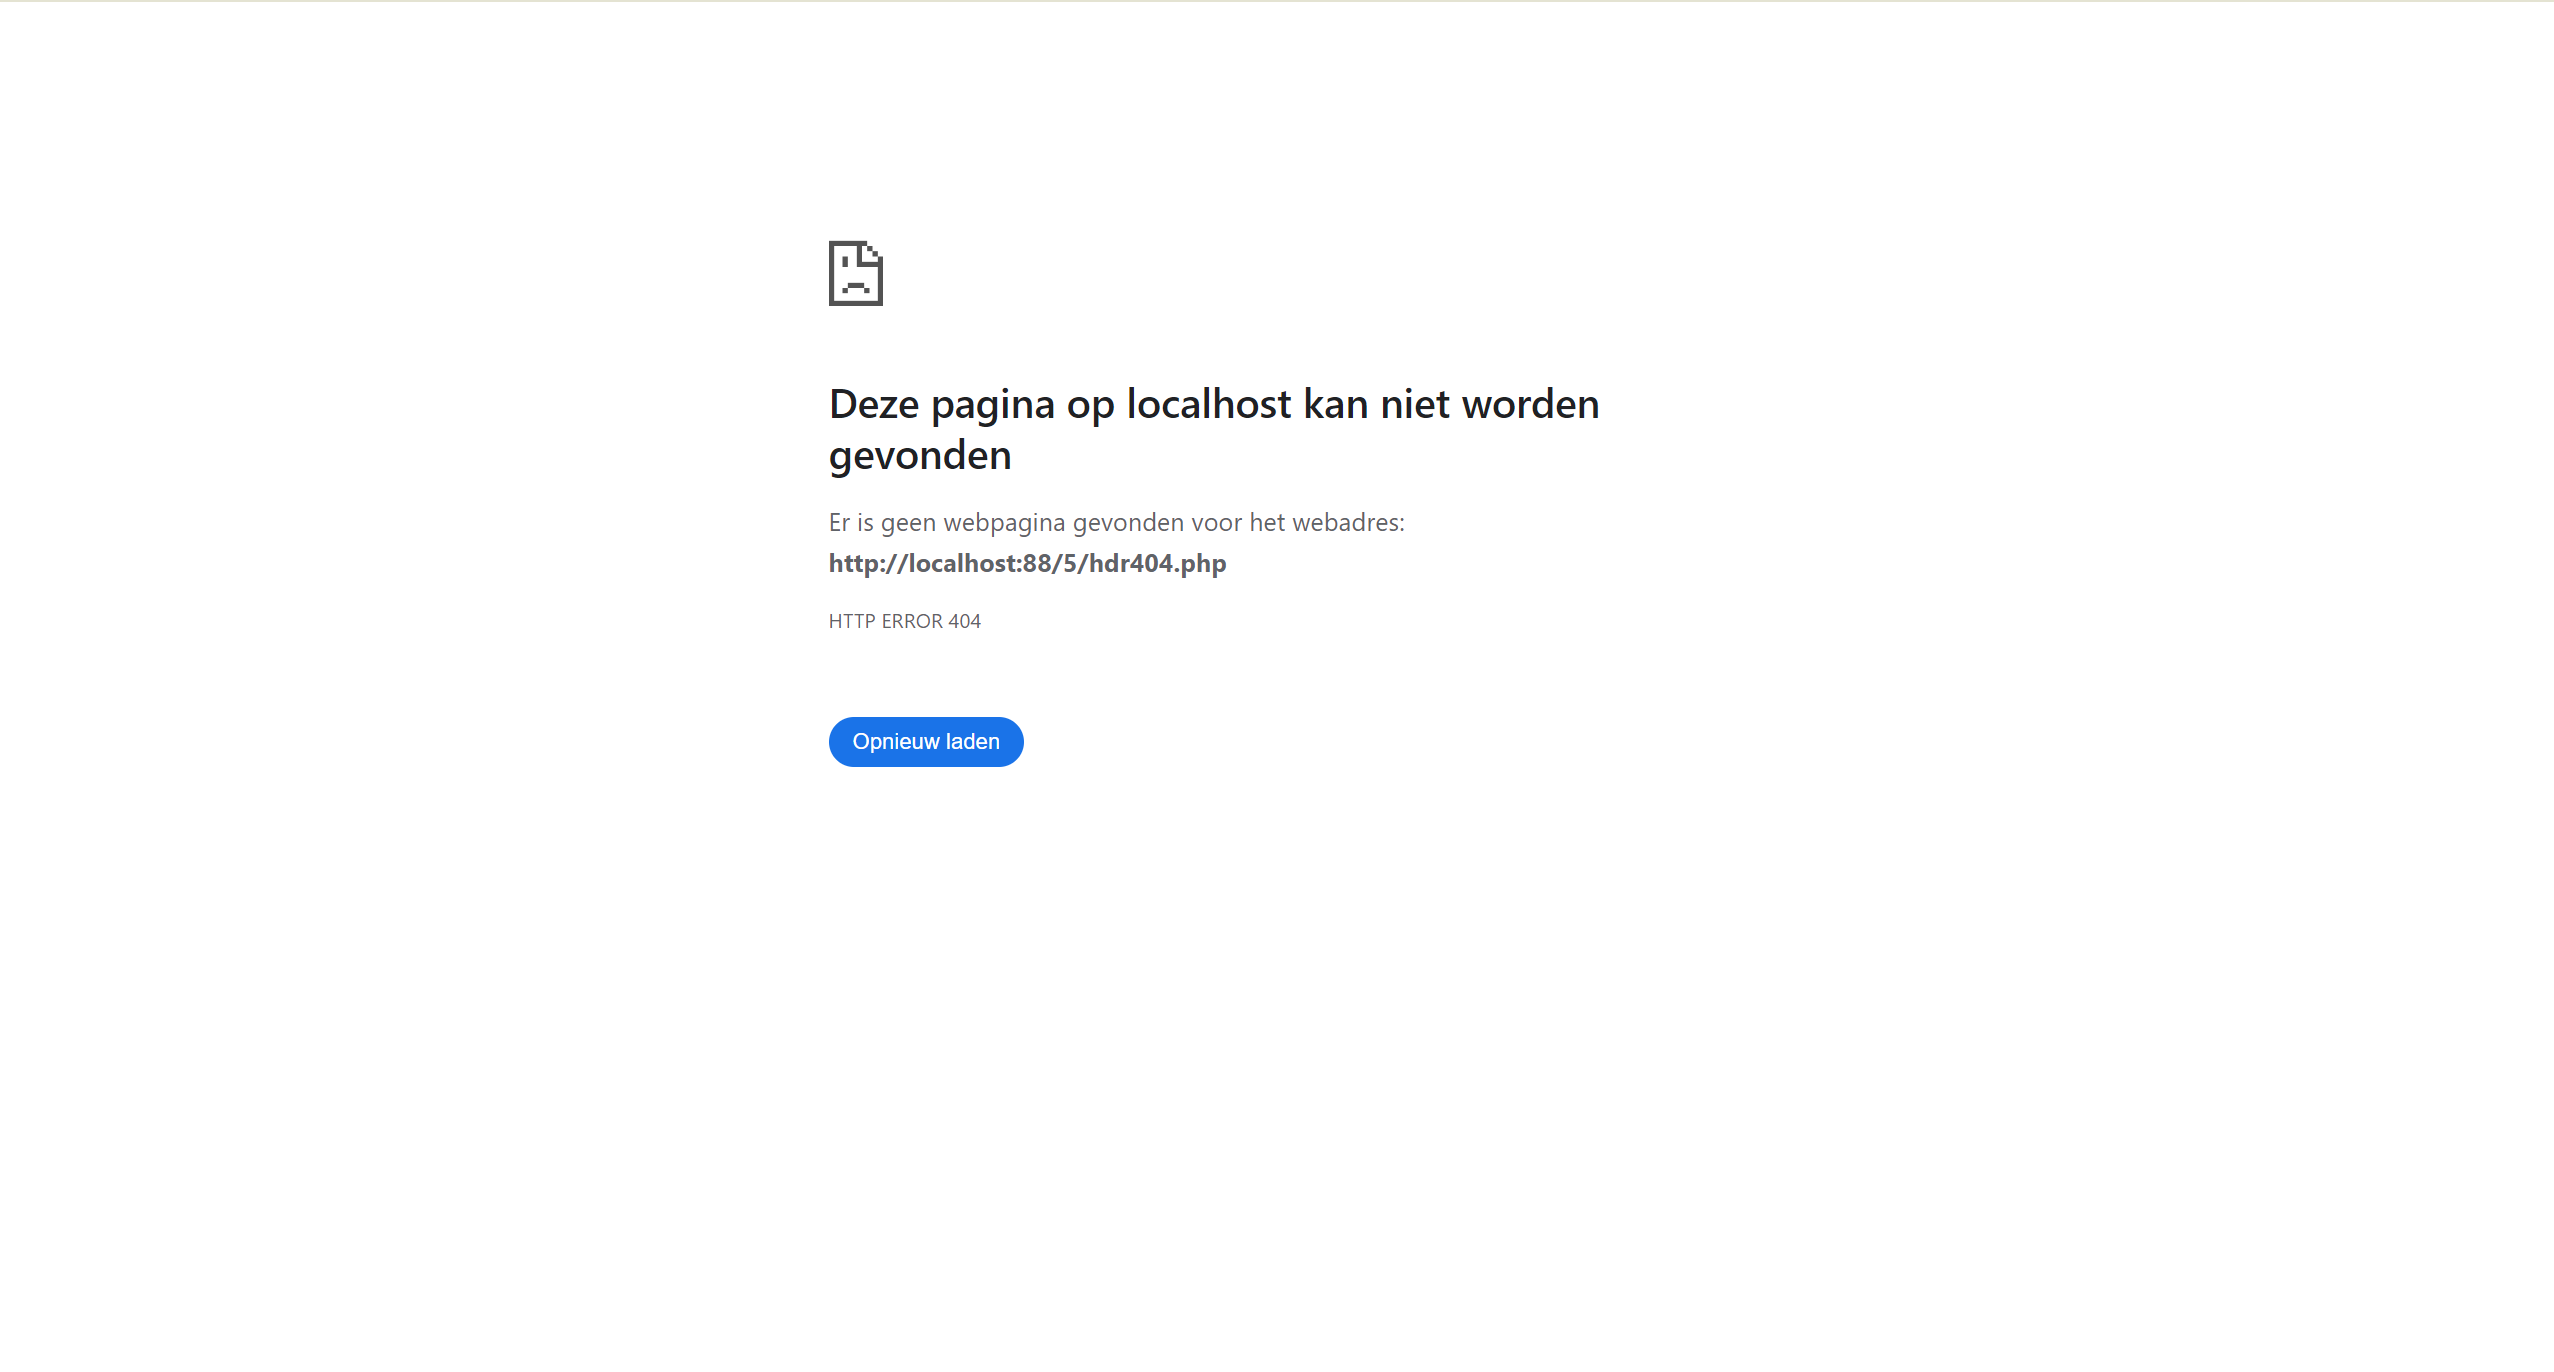 Deze pagina op localhost kan niet worden
gevonden
Er is geen webpagina gevonden voor het webadres:
http://localhost:88/5/hdr404.php
HTTP ERROR 404
Opnieuw laden